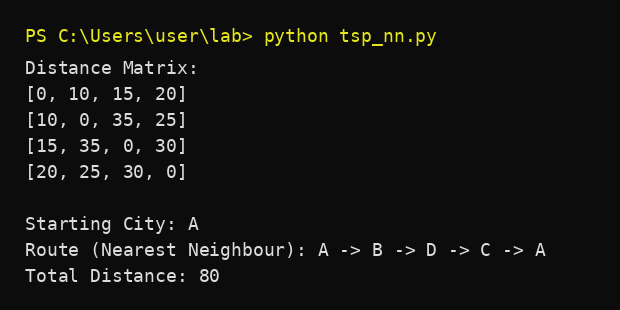 PS C:\Users\user\lab> python tsp_nn.py
Distance Matrix:
[0, 10, 15, 20]
[10, 0, 35, 25]
[15, 35, 0, 30]
[20, 25, 30, 0]
Starting City: A
Route (Nearest Neighbour): A -> B -> D -> C -> A
Total Distance: 80